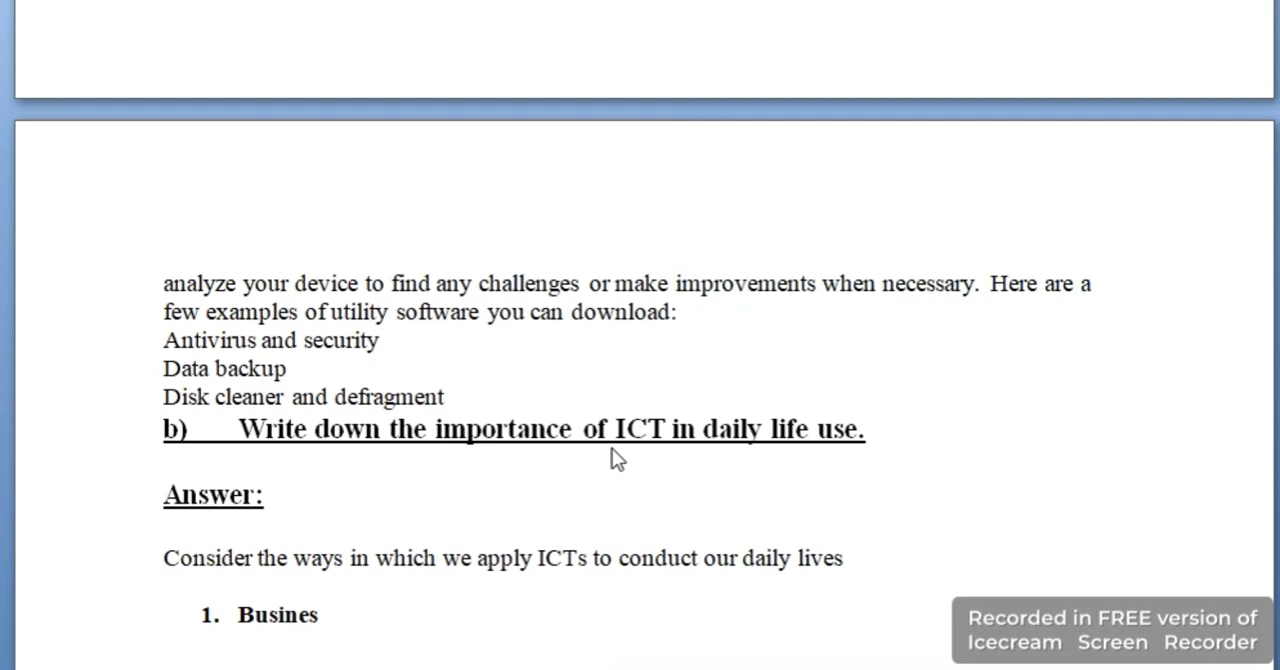 analyze your device to find any challenges or make improvements when necessary. Here are a
few examples of utility software you can download:
Antivirus and security
Data backup
Disk cleaner and defragment
b) Write down the importance of ICT in daily life use.
Answer:
Consider the ways in which we apply ICTs to conduct our daily lives
1. Busines
Recorded in FREE version of
Icecream Screen Recorder